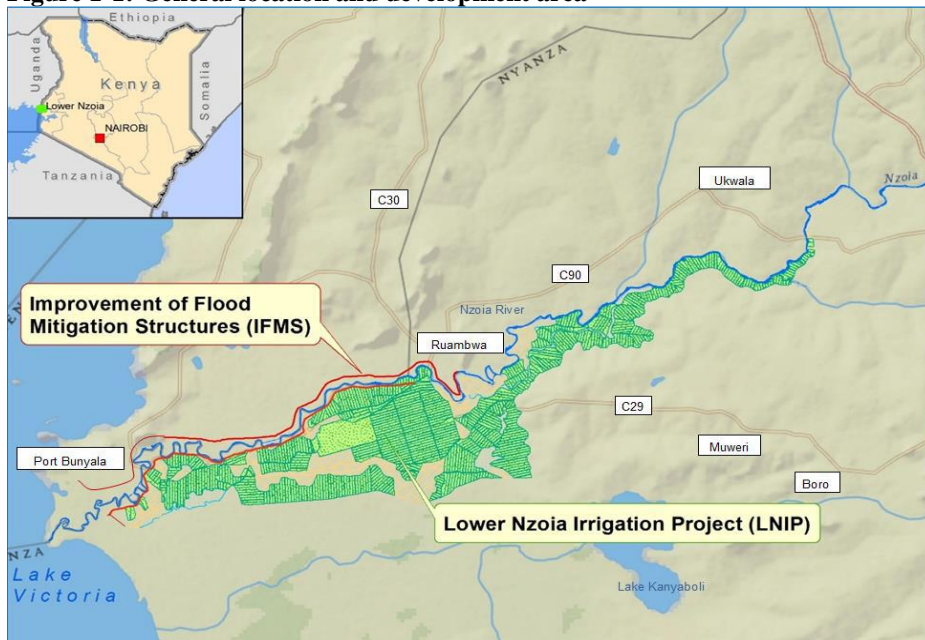 Figure 1-1: General location and development area
Ethiopia
Uganda
Kenya
Somalia
Lower Nzoia
NAIROBI
Tanzania
NYANZA
C30
Ukwala
Nzoia
C90
Improvement of Flood
Mitigation Structures (IFMS)
Nzoia River
Ruambwa
C29
Port Bunyala
Muweri
Boro
Lower Nzoia Irrigation Project (LNIP)
NZA
Lake
Victoria
Lake Kanyaboli